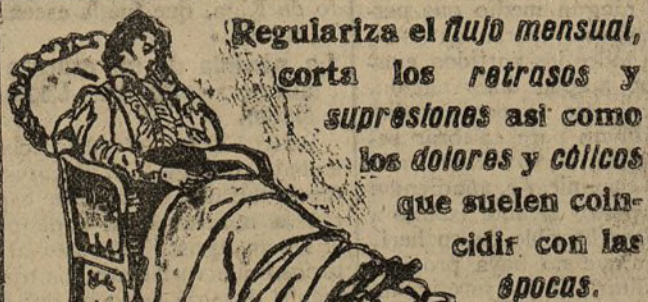 Regulariza el flujo mensual,
corta los retrasos y
supresiones asi como
los dolores y cólicos
que suelen coin-
cidir con las
épocas.